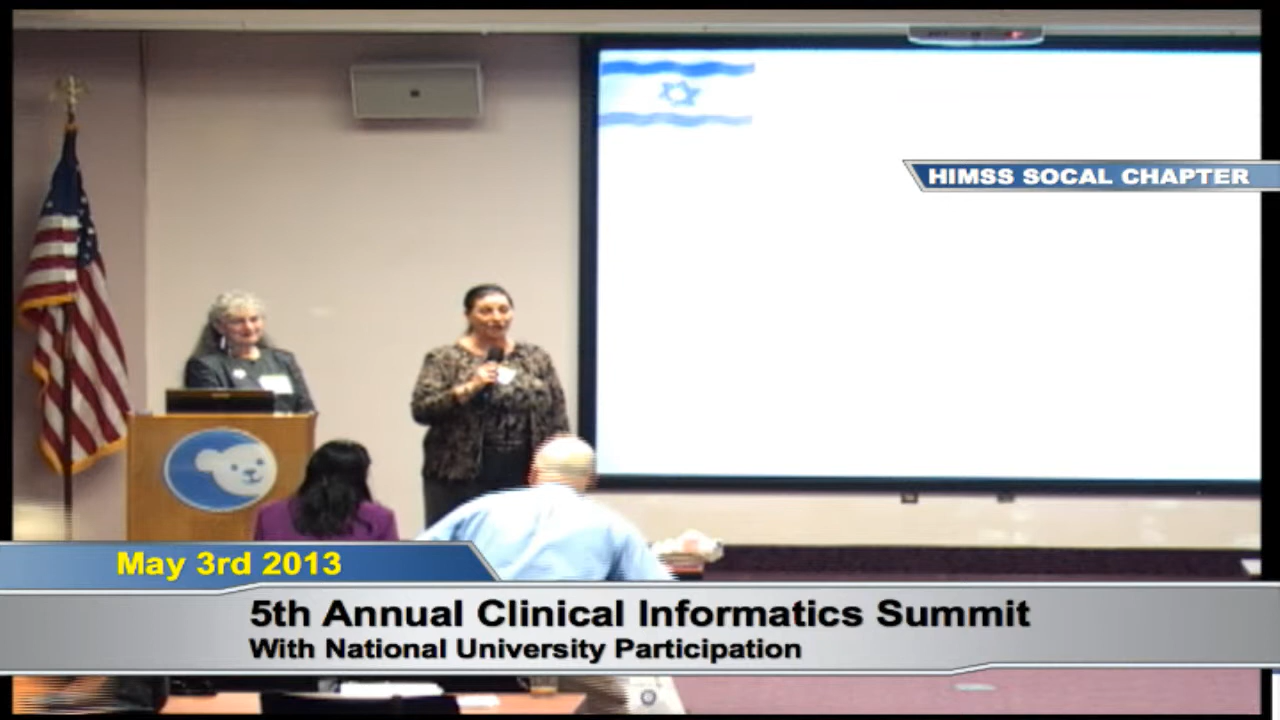 HIMSS SOCAL CHAPTER
May 3rd 2013
5th Annual Clinical Informatics Summit
With National University Participation